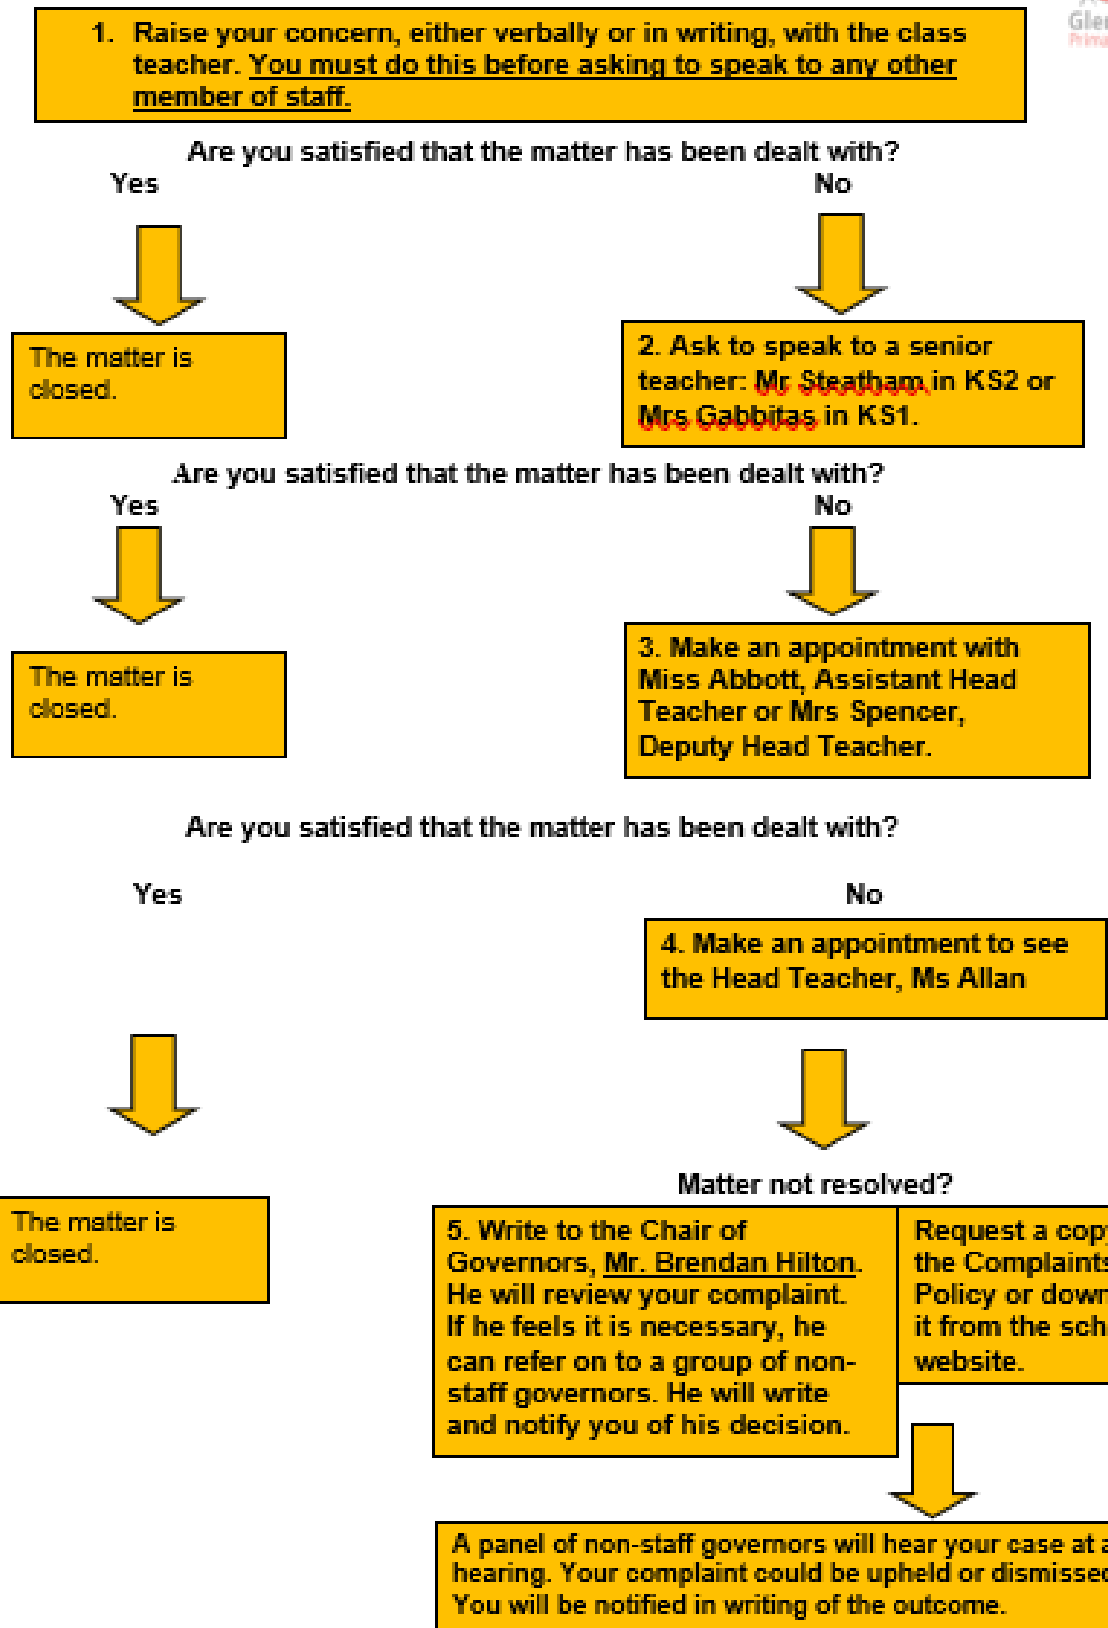 1. Raise your concern, either verbally or in writing, with the class
teacher. You must do this before asking to speak to any other
member of staff.
Are you satisfied that the matter has been dealt with?
Yes
No
The matter is
closed.
2. Ask to speak to a senior
teacher: Mr Steatham in KS2 or
Mrs Gabbitas in KS1.
Are you satisfied that the matter has been dealt with?
Yes
No
The matter is
closed.
3. Make an appointment with
Miss Abbott, Assistant Head
Teacher or Mrs Spencer,
Deputy Head Teacher.
Are you satisfied that the matter has been dealt with?
Yes
No
4. Make an appointment to see
the Head Teacher, Ms Allan
Matter not resolved?
The matter is
closed.
5. Write to the Chair of
Governors, Mr. Brendan Hilton.
He will review your complaint.
If he feels it is necessary, he
can refer on to a group of non-
staff governors. He will write
and notify you of his decision.
Request a cop
the Complaints
Policy or down
it from the sch
website.
A panel of non-staff governors will hear your case at a
hearing. Your complaint could be upheld or dismissed
You will be notified in writing of the outcome.